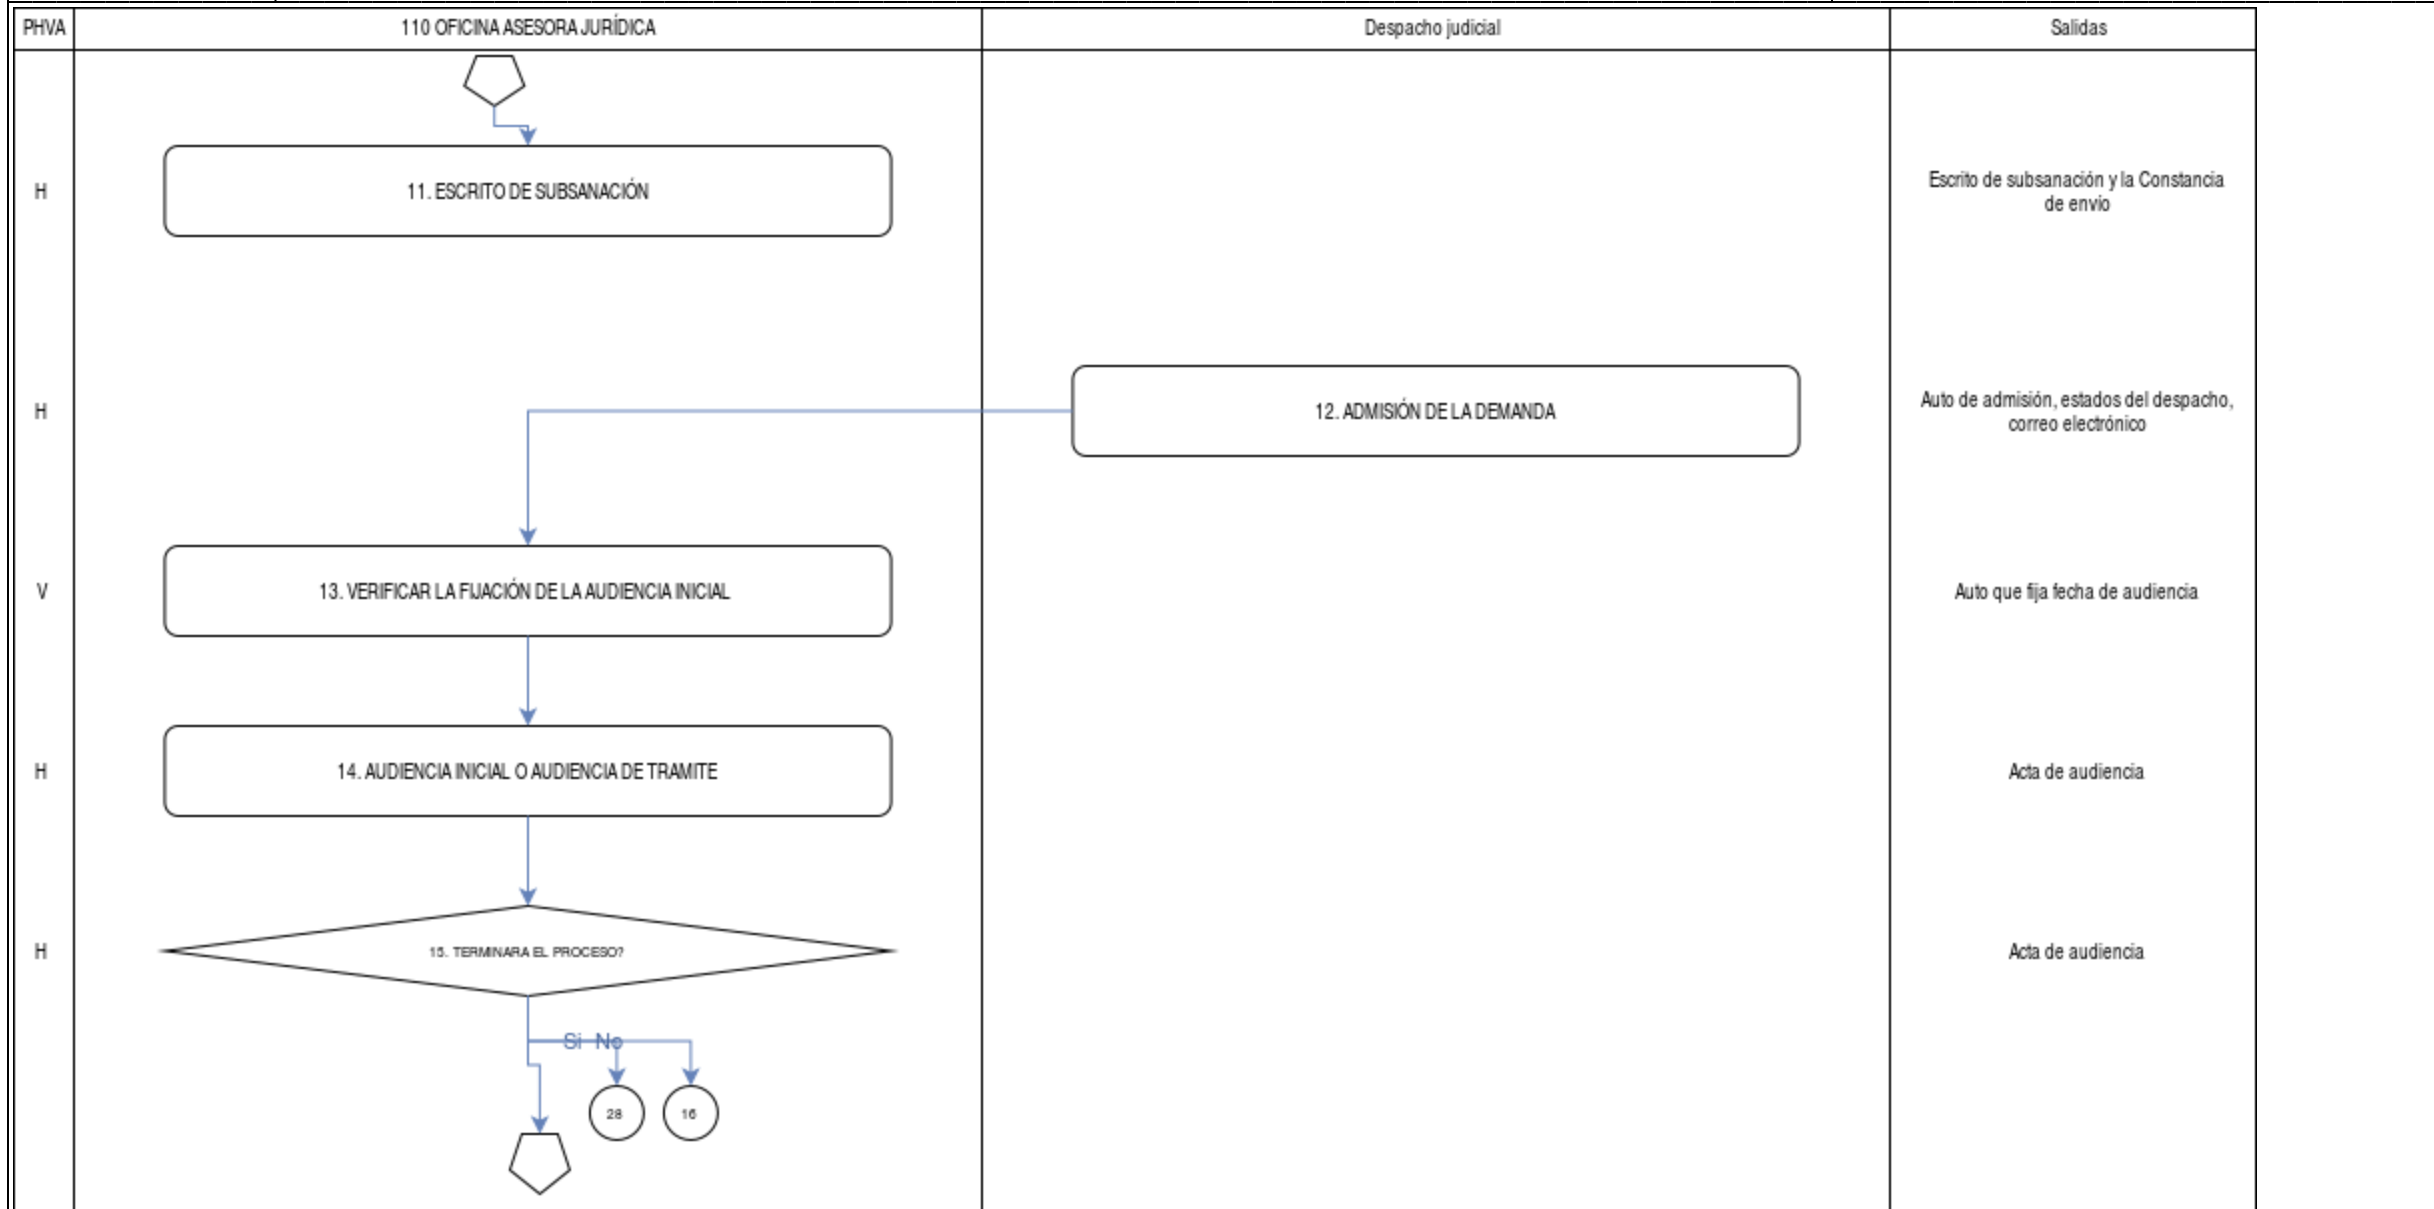 PHVA
110 OFICINA ASESORA JURÍDICA
Despacho judicial
Salidas
H
11. ESCRITO DE SUBSANACIÓN
Escrito de subsanación y la Constancia
de envío
H
12. ADMISIÓN DE LA DEMANDA
Auto de admisión, estados del despacho,
correo electrónico
V
13. VERIFICAR LA FIJACIÓN DE LA AUDIENCIA INICIAL
Auto que fija fecha de audiencia
H
14. AUDIENCIA INICIAL O AUDIENCIA DE TRAMITE
Acta de audiencia
H
15. TERMINARA EL PROCESO?
Acta de audiencia
Si
No
28
16